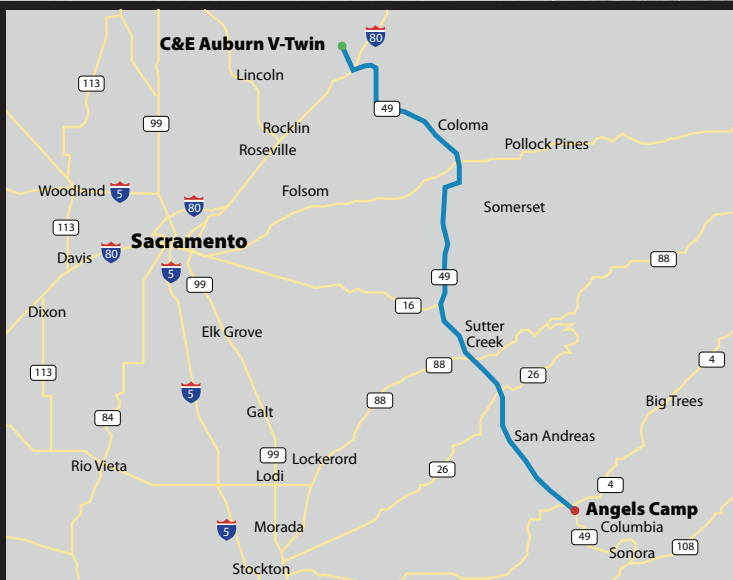 C&E Auburn V-Twin
80
Lincoln
113
99
49
Coloma
Rocklin
Roseville
Pollock Pines
Woodland
5
Folsom
80
Somerset
113
Sacramento
Davis
80
5
88
99
49
16
Dixon
Elk Grove
Sutter
Creek
4
88
26
113
5
88
Big Trees
84
Galt
San Andreas
99
Lockerord
Rio Vieta
26
Lodi
4
Angels Camp
5
Morada
Columbia
49
108
Sonora
Stockton